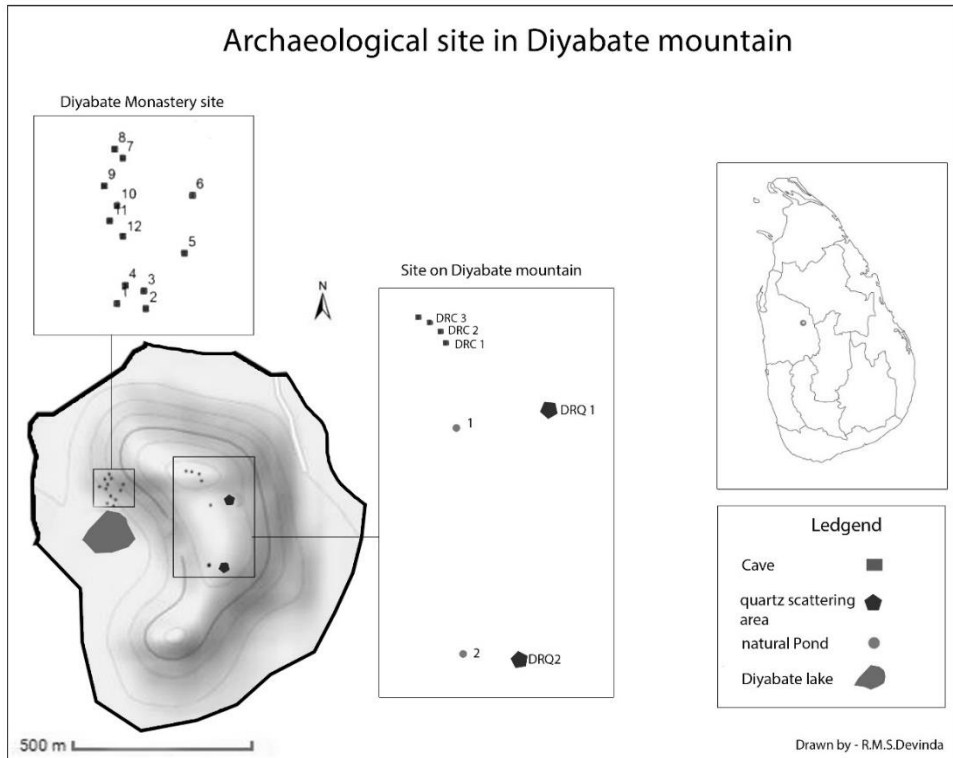 Archaeological site in Diyabate mountain
Diyabate Monastery site
8
7
9
10
6
11
12
5
4
3
1
2
N
Site on Diyabate mountain
DRC 3
DRC 2
DRC 1
DRQ 1
1
2
DRQ2
Ledgend
Cave
quartz scattering
area
natural Pond
Diyabate lake
500 m
Drawn by - R.M.S.Devinda